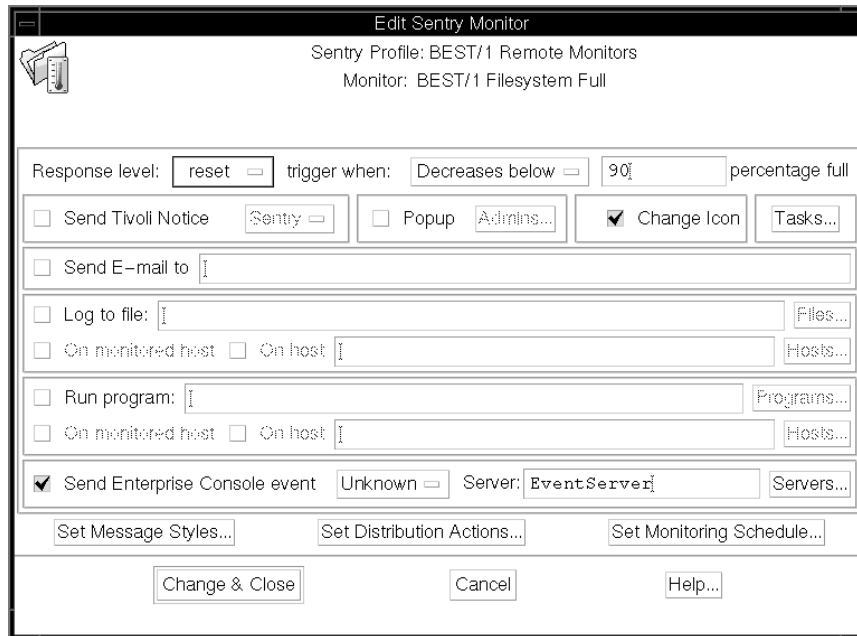 Edit Sentry Monitor
Sentry Profile: BEST/1 Remote Monitors
Monitor: BEST/1 Filesystem Full
Response level: reset trigger when: Decreases below 90 percentage full
Send Tivoli Notice Sentry Popup Admins... Change Icon Tasks...
Send E-mail to
Log to file: Files...
On monitored host On host Hosts...
Run program: Programs...
On monitored host On host Hosts...
Send Enterprise Console event Unknown Server: EventServer Servers...
Set Message Styles... Set Distribution Actions... Set Monitoring Schedule...
Change & Close Cancel Help...